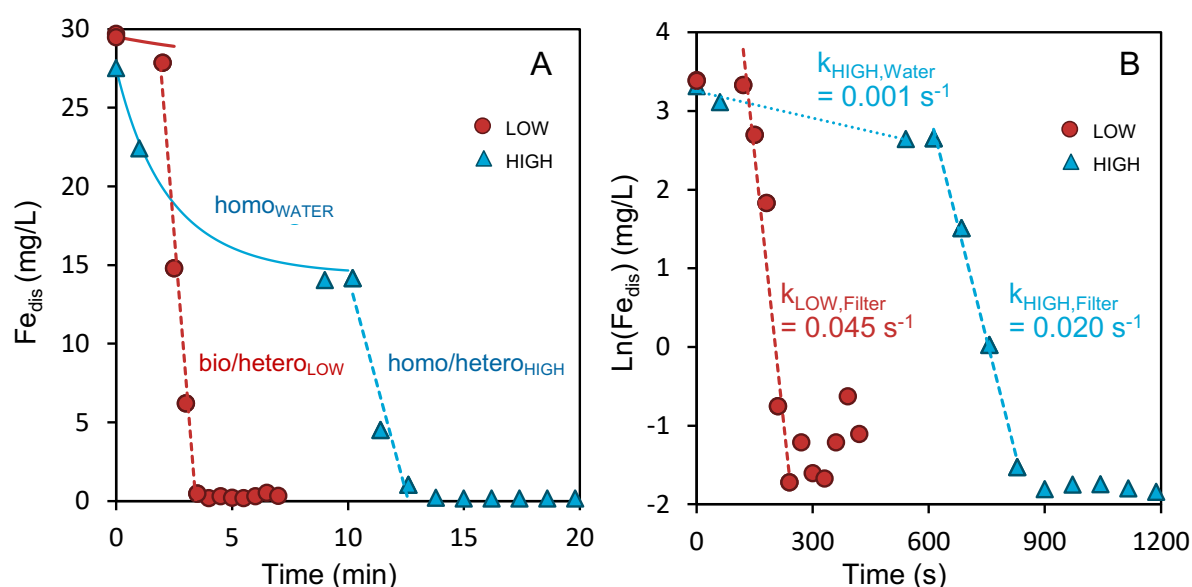 A
Fe_dis (mg/L)
30
25
20
15
10
5
0
LOW
HIGH
homo_WATER
bio/hetero_LOW
homo/hetero_HIGH
0 5 10 15 20
Time (min)
B
Ln(Fe_dis) (mg/L)
4
3
2
1
0
-1
-2
k_HIGH,Water
= 0.001 s⁻¹
LOW
HIGH
k_LOW,Filter
= 0.045 s⁻¹
k_HIGH,Filter
= 0.020 s⁻¹
0 300 600 900 1200
Time (s)